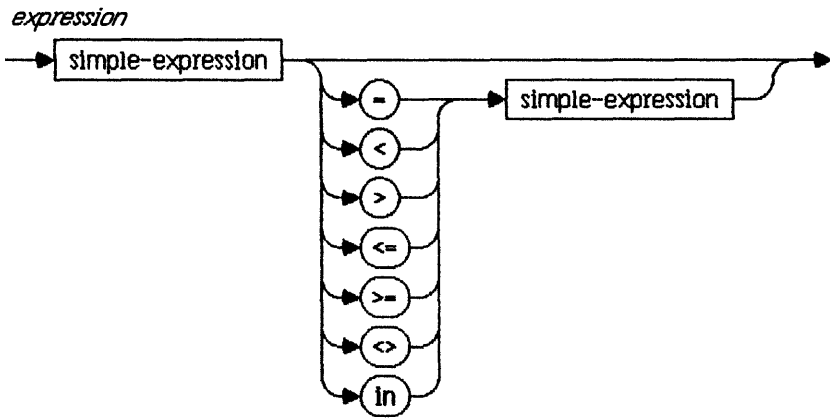 expression
simple-expression
=
simple-expression
<
>
<=
>=
<>
in